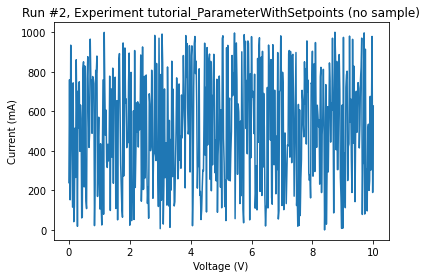 Run #2, Experiment tutorial_ParameterWithSetpoints (no sample)
1000
800
600
400
200
0
Current (mA)
0 2 4 6 8 10
Voltage (V)